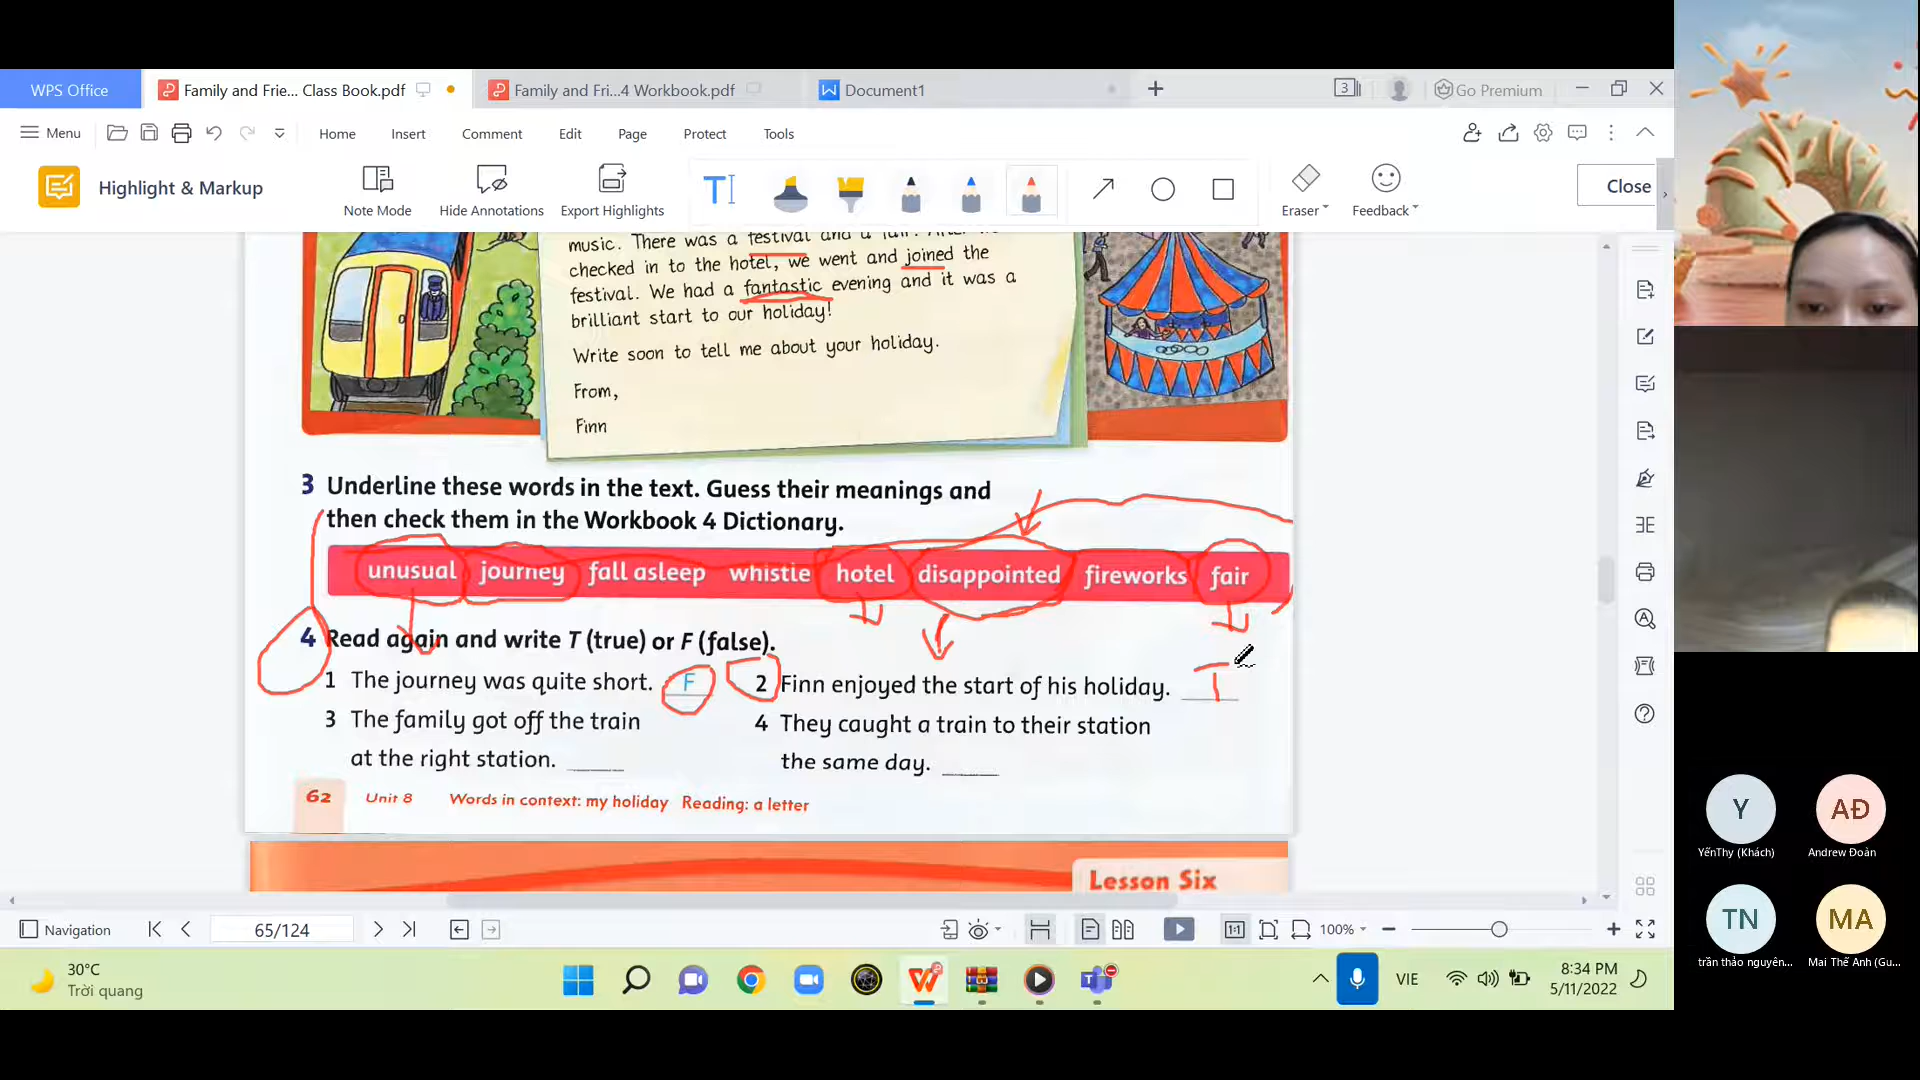 WPS Office
Family and Frie... Class Book.pdf
Family and Fri...4 Workbook.pdf
Document1
3
Go Premium
Menu
Home
Insert
Comment
Edit
Page
Protect
Tools
Highlight & Markup
Note Mode
Hide Annotations
Export Highlights
Eraser
Feedback
Close
music. There was a festival and a fair.
checked in to the hotel, we went and joined the
festival. We had a fantastic evening and it was a
brilliant start to our holiday!
Write soon to tell me about your holiday.
From,
Finn
3 Underline these words in the text. Guess their meanings and
then check them in the Workbook 4 Dictionary.
unusual journey fall asleep whistle hotel disappointed fireworks fair
4 Read again and write T (true) or F (false).
1 The journey was quite short. F
2 Finn enjoyed the start of his holiday. T
3 The family got off the train
at the right station.
4 They caught a train to their station
the same day.
62 Unit 8 Words in context: my holiday Reading: a letter
Lesson Six
Navigation
65/124
1:1
100%
30°C
Trời quang
VIE
8:34 PM
5/11/2022
Y
YếnThy (Khách)
AĐ
Andrew Đoàn
TN
trần thảo nguyên...
MA
Mai Thế Anh (Gu...